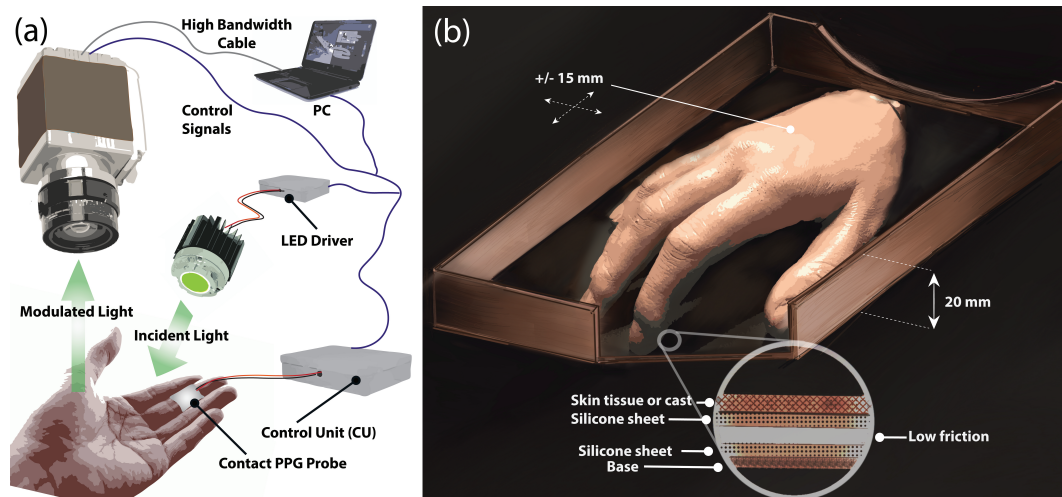 (a)
High Bandwidth
Cable
PC
Control
Signals
LED Driver
Modulated Light
Incident Light
Control Unit (CU)
Contact PPG Probe
(b)
+/- 15 mm
20 mm
Skin tissue or cast
Silicone sheet
Low friction
Silicone sheet
Base